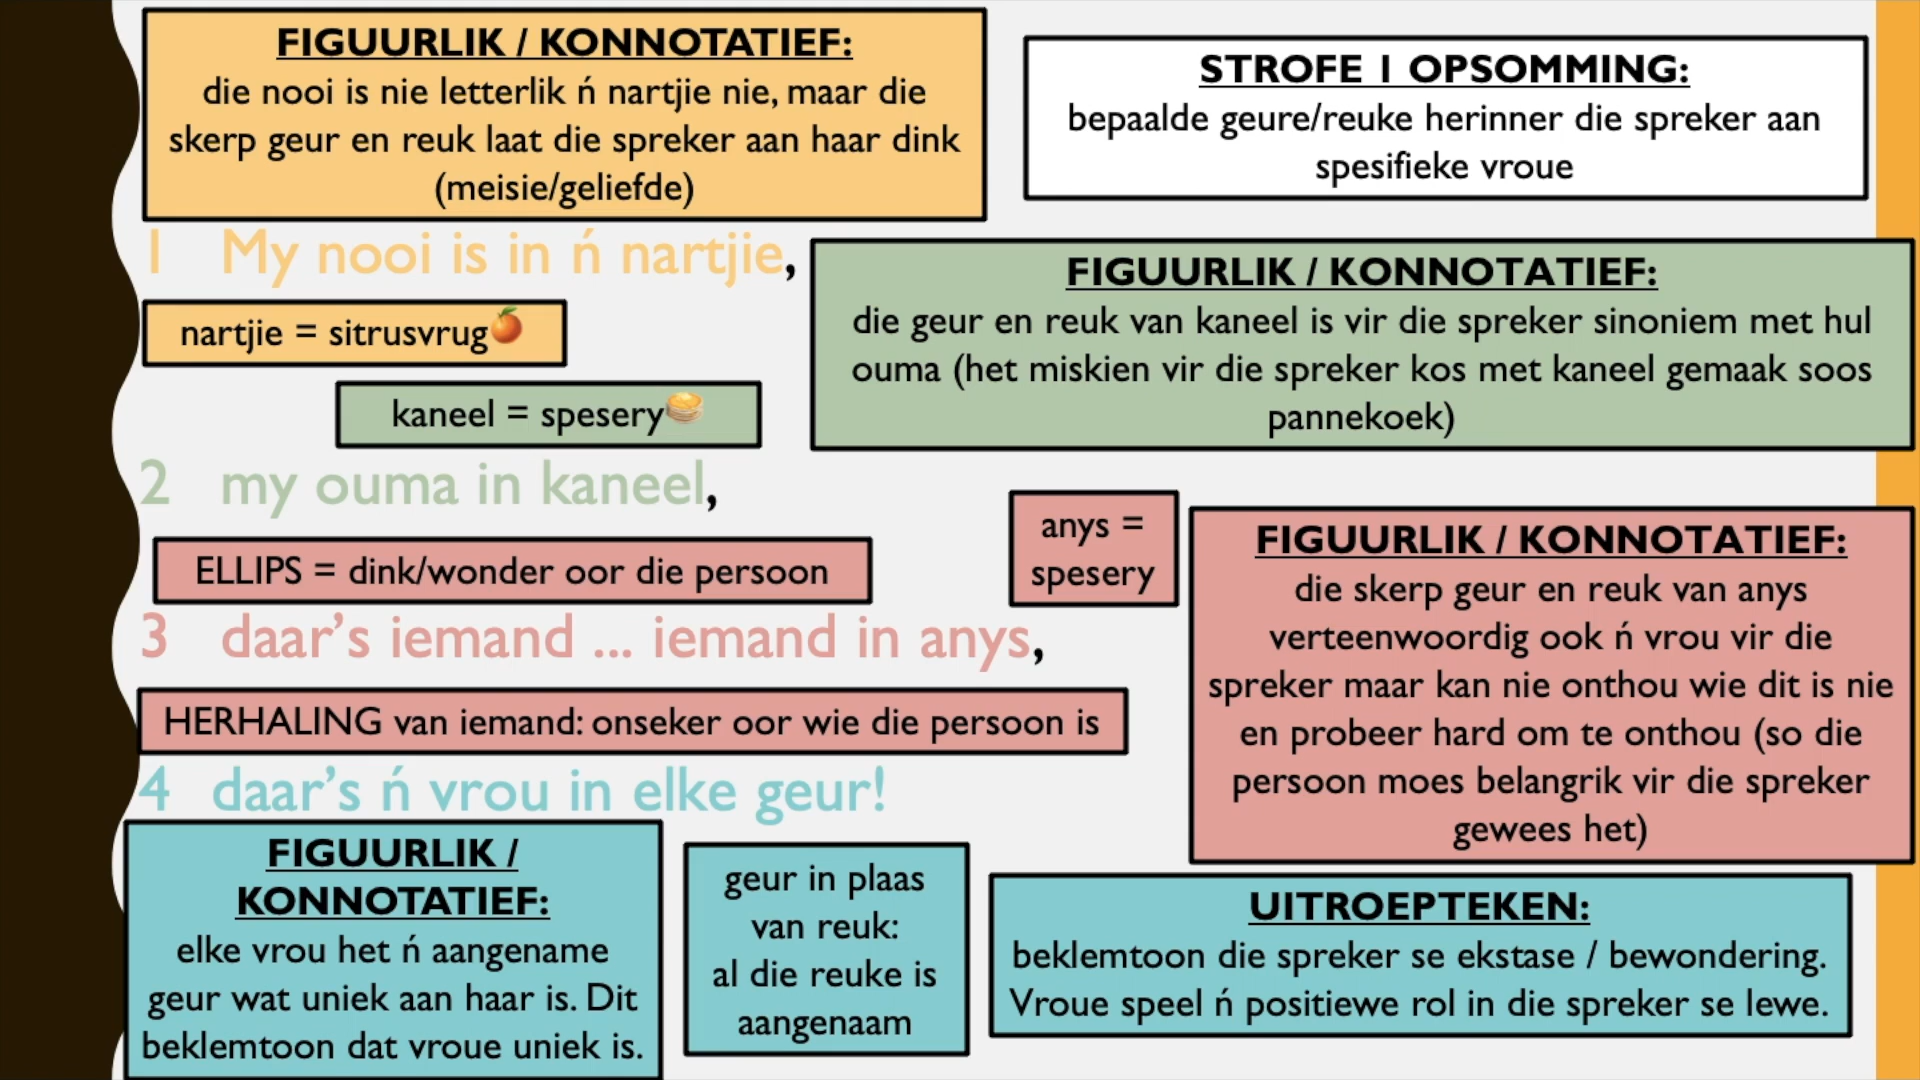 FIGUURLIK / KONNOTATIEF:
die nooi is nie letterlik ń nartjie nie, maar die
skerp geur en reuk laat die spreker aan haar dink
(meisie/geliefde)
STROFE 1 OPSOMMING:
bepaalde geure/reuke herinner die spreker aan
spesifieke vroue
1 My nooi is in ń nartjie,
nartjie = sitrusvrug🍊
FIGUURLIK / KONNOTATIEF:
die geur en reuk van kaneel is vir die spreker sinoniem met hul
ouma (het miskien vir die spreker kos met kaneel gemaak soos
pannekoek)
kaneel = spesery🥞
2 my ouma in kaneel,
ELLIPS = dink/wonder oor die persoon
anys =
spesery
3 daar’s iemand ... iemand in anys,
FIGUURLIK / KONNOTATIEF:
die skerp geur en reuk van anys
verteenwoordig ook ń vrou vir die
spreker maar kan nie onthou wie dit is nie
en probeer hard om te onthou (so die
persoon moes belangrik vir die spreker
gewees het)
HERHALING van iemand: onseker oor wie die persoon is
4 daar’s ń vrou in elke geur!
FIGUURLIK /
KONNOTATIEF:
elke vrou het ń aangename
geur wat uniek aan haar is. Dit
beklemtoon dat vroue uniek is.
geur in plaas
van reuk:
al die reuke is
aangenaam
UITROEPTEKEN:
beklemtoon die spreker se ekstase / bewondering.
Vroue speel ń positiewe rol in die spreker se lewe.